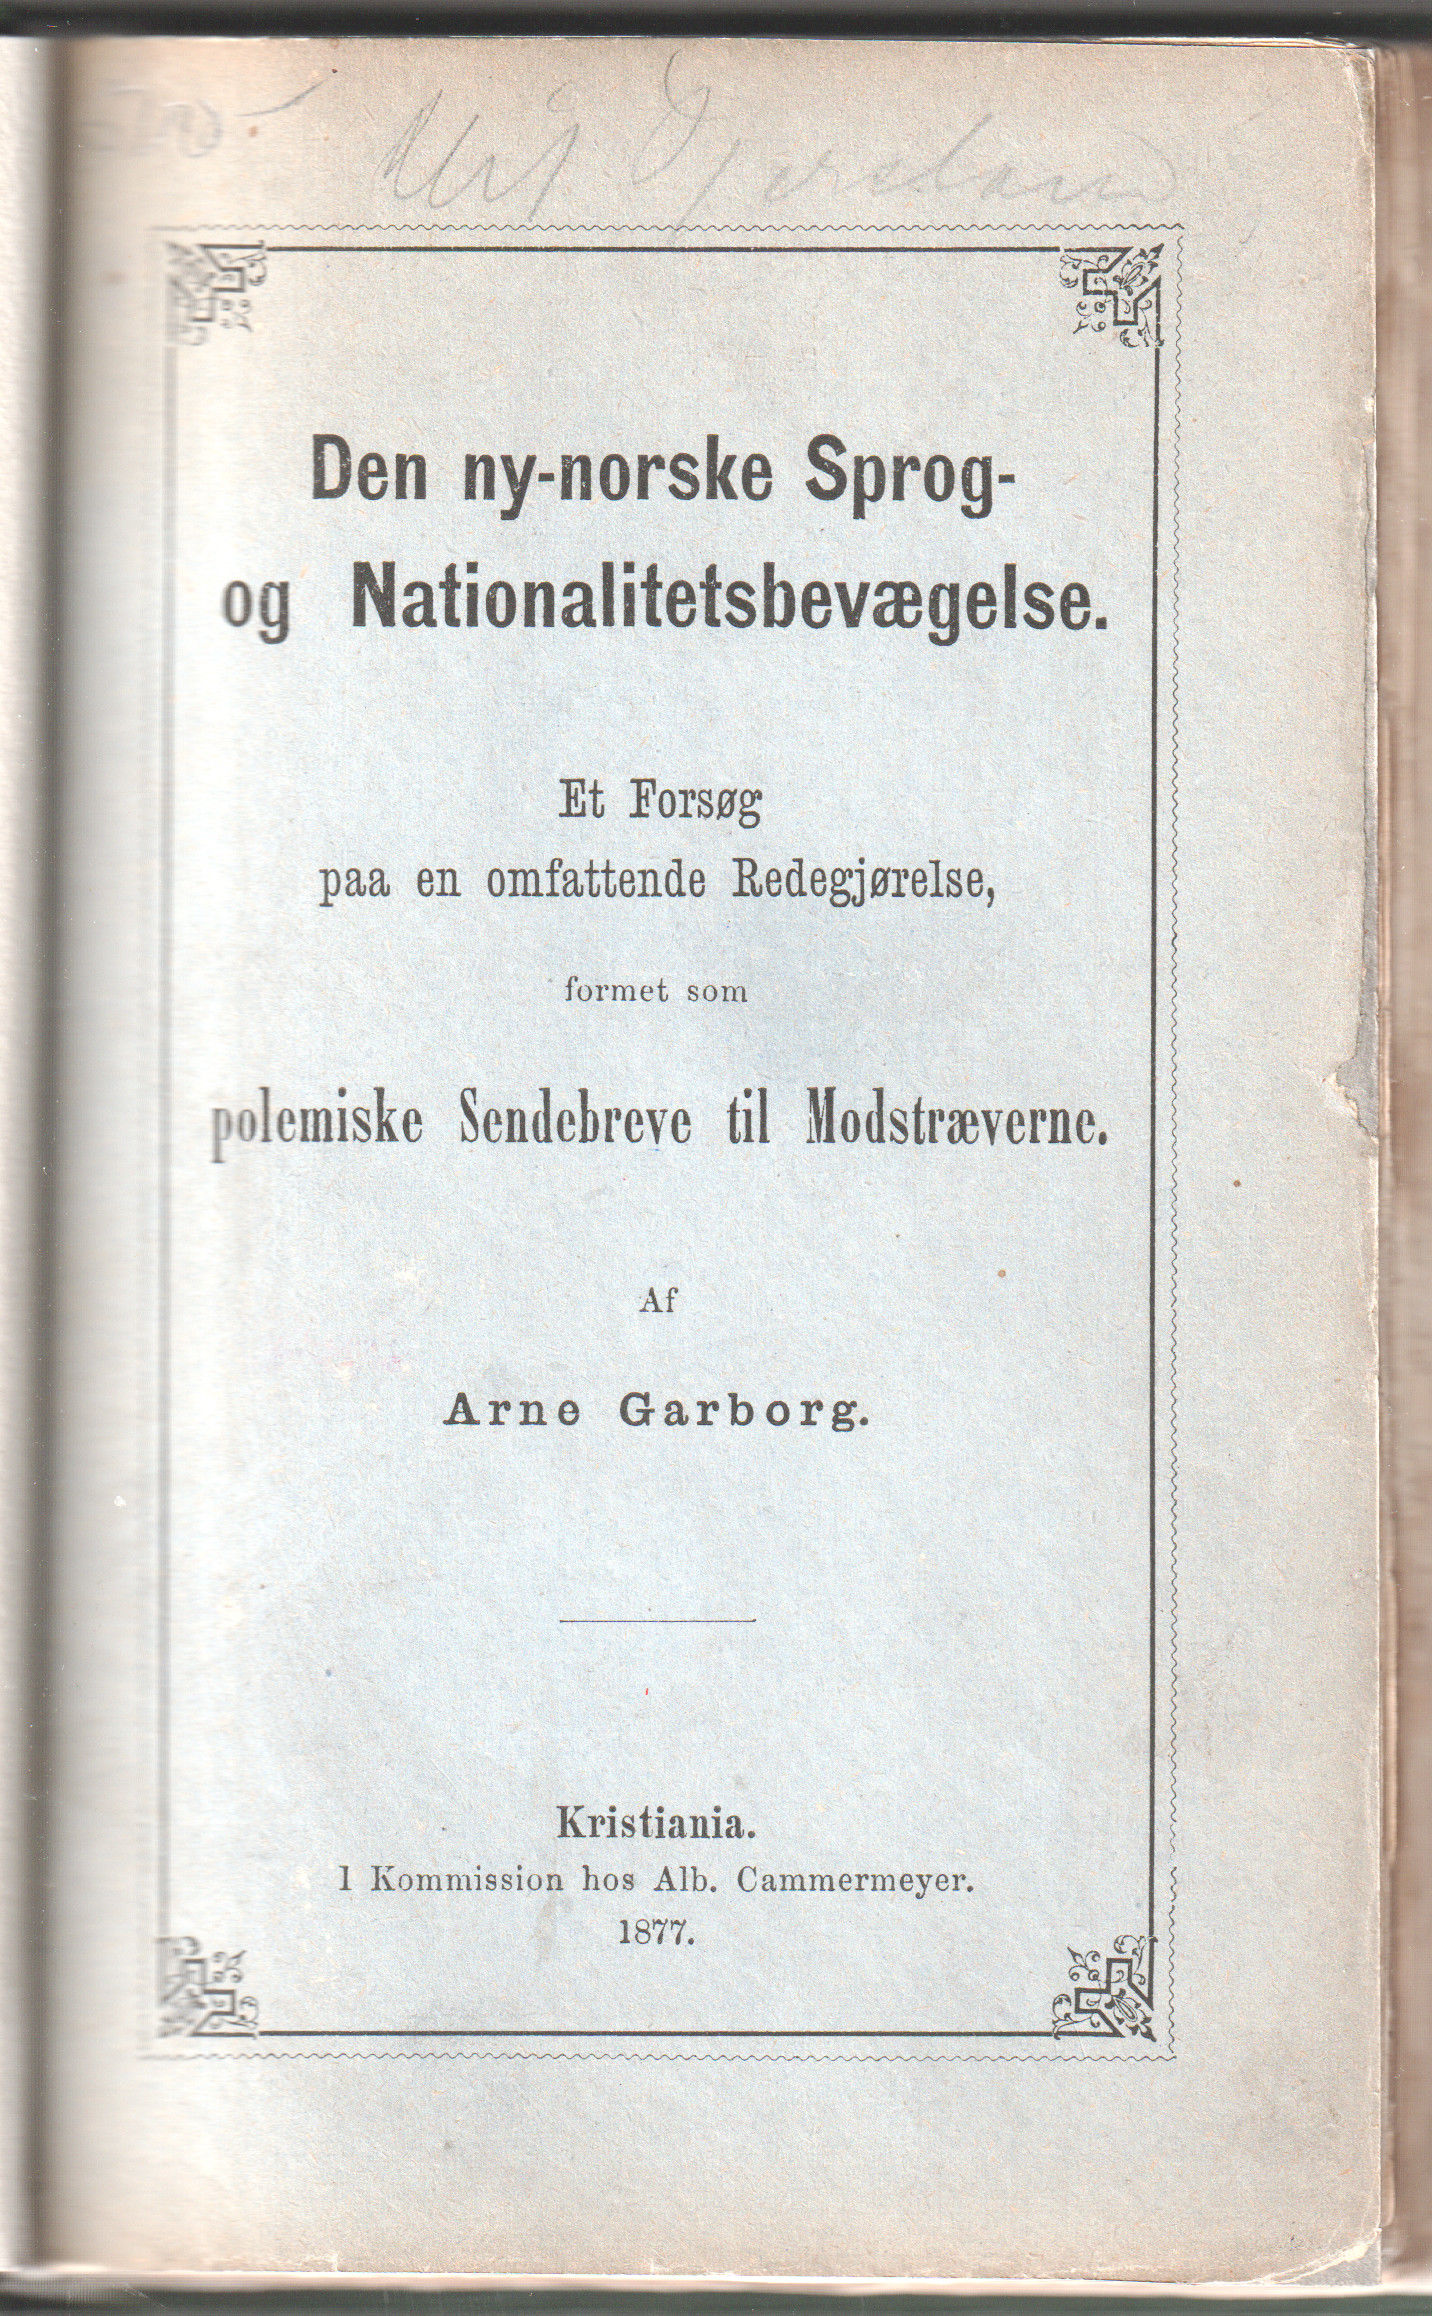 Den ny-norske Sprog-
og Nationalitetsbevægelse.
Et Forsøg
paa en omfattende Redegjørelse,
formet som
polemiske Sendebreve til Modstræverne.
Af
Arne Garborg.
Kristiania.
I Kommission hos Alb. Cammermeyer.
1877.